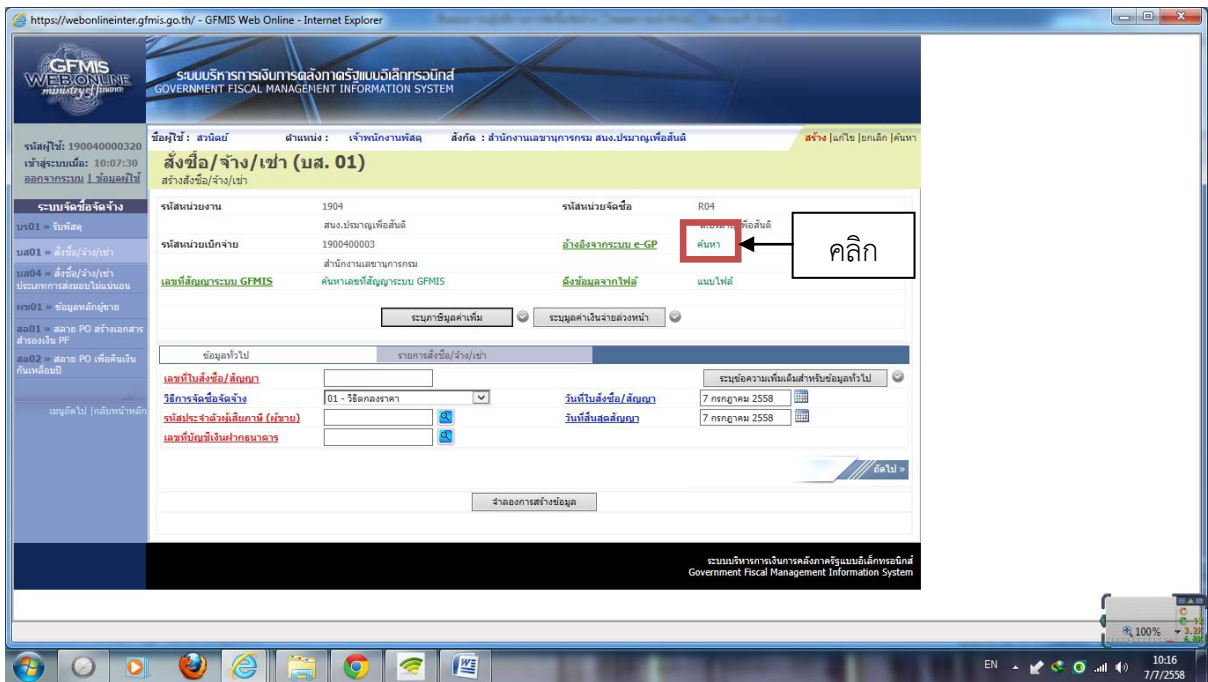 https://webonlineinter.gfmis.go.th/ - GFMIS Web Online - Internet Explorer
GFMIS
WEB ONLINE
ministry of finance
ระบบบริหารการเงินการคลังภาครัฐแบบอิเล็กทรอนิกส์
GOVERNMENT FISCAL MANAGEMENT INFORMATION SYSTEM
รหัสผู้ใช้: 190040000320
เข้าสู่ระบบเมื่อ: 10:07:30
ออกจากระบบ | ข้อมูลผู้ใช้
ชื่อผู้ใช้ : สวนิตย์ ตำแหน่ง : เจ้าพนักงานพัสดุ สังกัด : สำนักงานเลขานุการกรม สนง.ปรมาณูเพื่อสันติ
สร้าง |แก้ไข |ยกเลิก |ค้นหา
สั่งซื้อ/จ้าง/เช่า (บส. 01)
สร้างสั่งซื้อ/จ้าง/เช่า
ระบบจัดซื้อจัดจ้าง
บร01 » รับพัสดุ
บส01 » สั่งซื้อ/จ้าง/เช่า
บส04 » สั่งซื้อ/จ้าง/เช่า
ประเภทการส่งมอบไม่แน่นอน
ผข01 » ข้อมูลหลักผู้ขาย
สล01 » สลาย PO สร้างเอกสาร
สำรองเงิน PF
สล02 » สลาย PO เพื่อคืนเงิน
กันเหลื่อมปี
เมนูถัดไป |กลับหน้าหลัก
รหัสหน่วยงาน 1904 รหัสหน่วยจัดซื้อ R04
สนง.ปรมาณูเพื่อสันติ
รหัสหน่วยเบิกจ่าย 1900400003 อ้างอิงจากระบบ e-GP ค้นหา
คลิก
สำนักงานเลขานุการกรม
เลขที่สัญญาระบบ GFMIS ค้นหาเลขที่สัญญาระบบ GFMIS ดึงข้อมูลจากไฟล์ แนบไฟล์
ระบุภาษีมูลค่าเพิ่ม ระบุมูลค่าเงินจ่ายล่วงหน้า
ข้อมูลทั่วไป รายการสั่งซื้อ/จ้าง/เช่า
เลขที่ใบสั่งซื้อ/สัญญา ระบุข้อความเพิ่มเติมสำหรับข้อมูลทั่วไป
วิธีการจัดซื้อจัดจ้าง 01 - วิธีตกลงราคา วันที่ใบสั่งซื้อ/สัญญา 7 กรกฎาคม 2558
รหัสประจำตัวผู้เสียภาษี (ผู้ขาย) วันที่สิ้นสุดสัญญา 7 กรกฎาคม 2558
เลขที่บัญชีเงินฝากธนาคาร
ถัดไป »
จำลองการสร้างข้อมูล
ระบบบริหารการเงินการคลังภาครัฐแบบอิเล็กทรอนิกส์
Government Fiscal Management Information System
100%
EN 10:16
7/7/2558